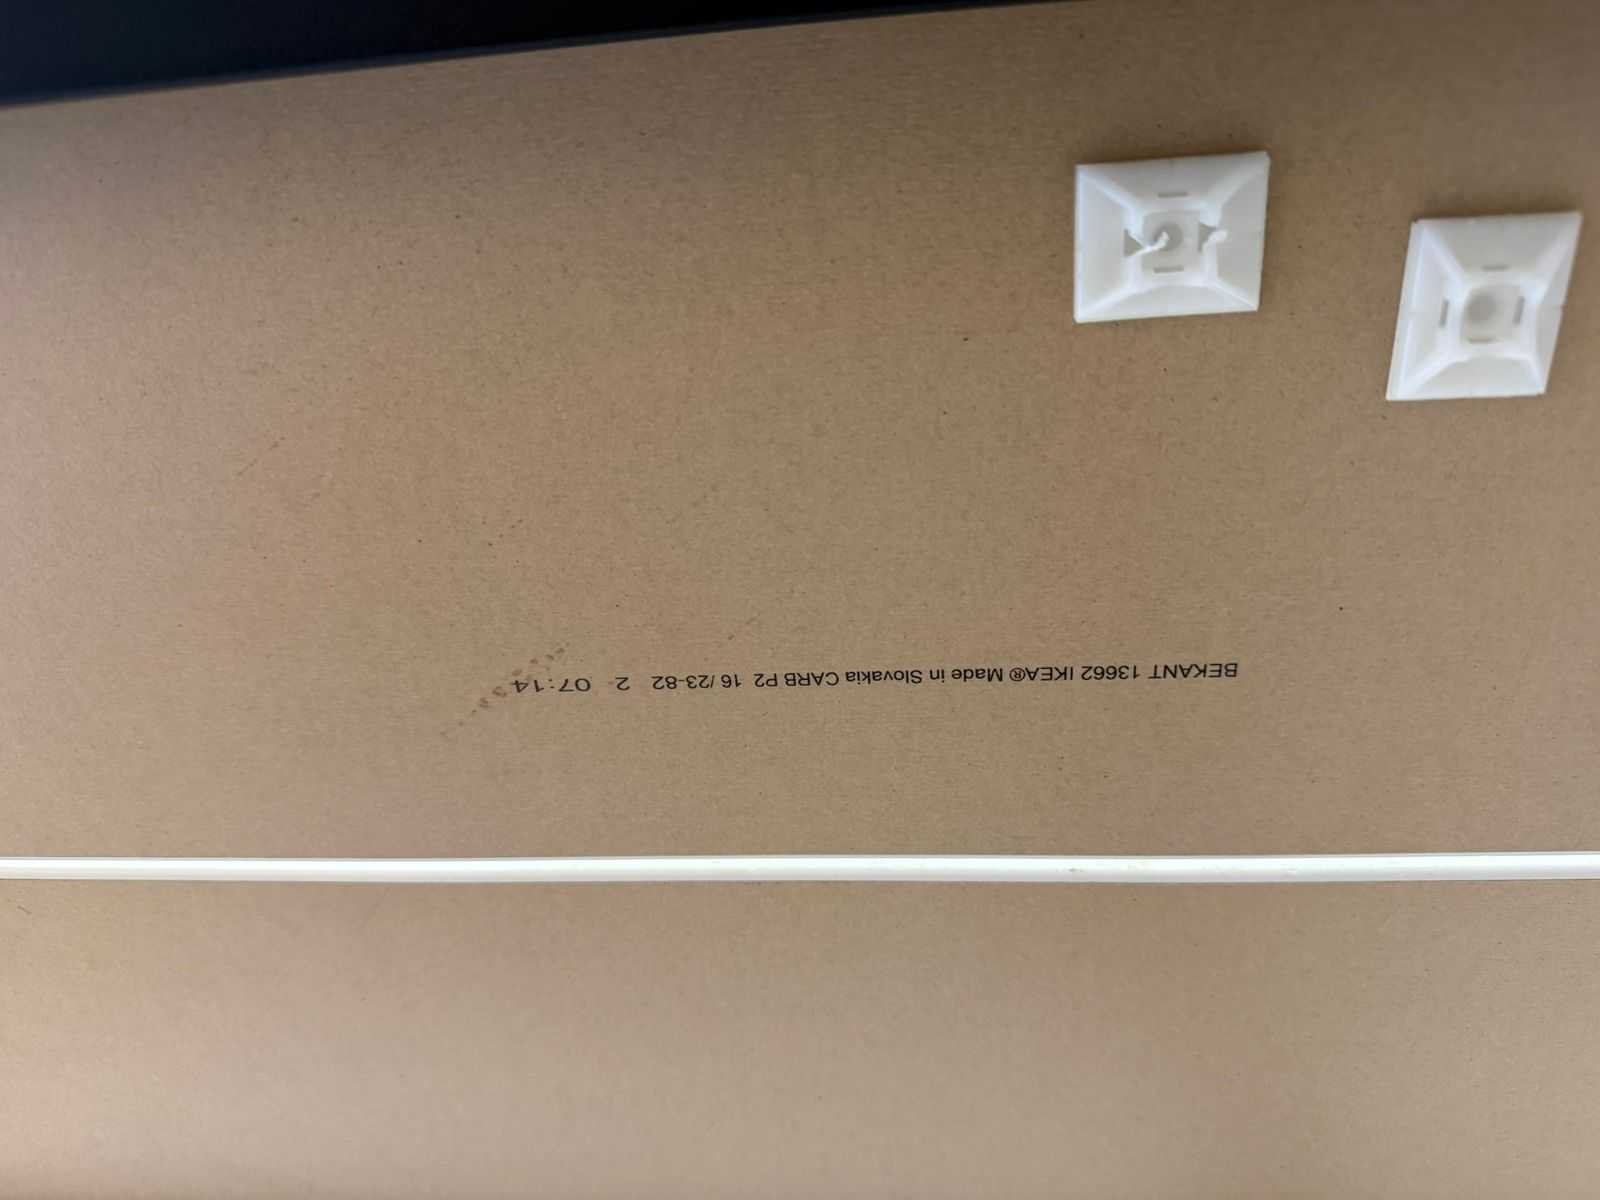 BEKANT 13662 IKEA® Made in Slovakia CARB P2 16 /23-82 2 07:14